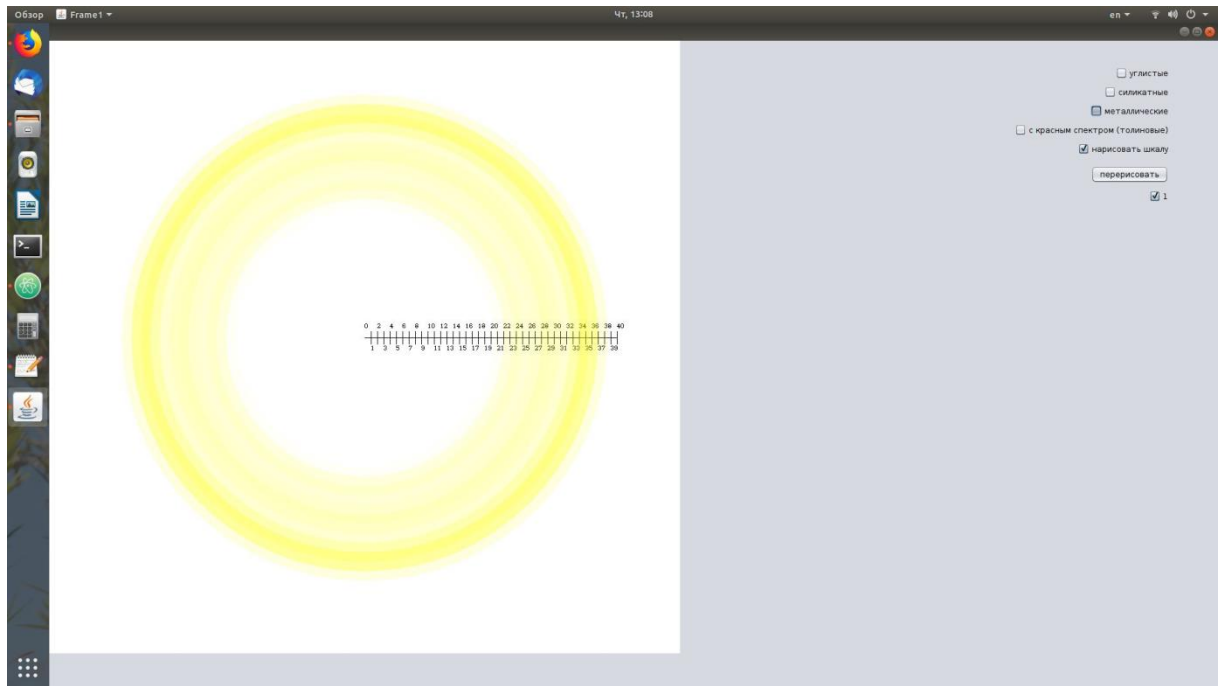 Обзор Frame1 Чт, 13:08 en
углистые
силикатные
металлические
с красным спектром (толиновые)
нарисовать шкалу
перерисовать
1
0 2 4 6 8 10 12 14 16 18 20 22 24 26 28 30 32 34 36 38 40
1 3 5 7 9 11 13 15 17 19 21 23 25 27 29 31 33 35 37 39